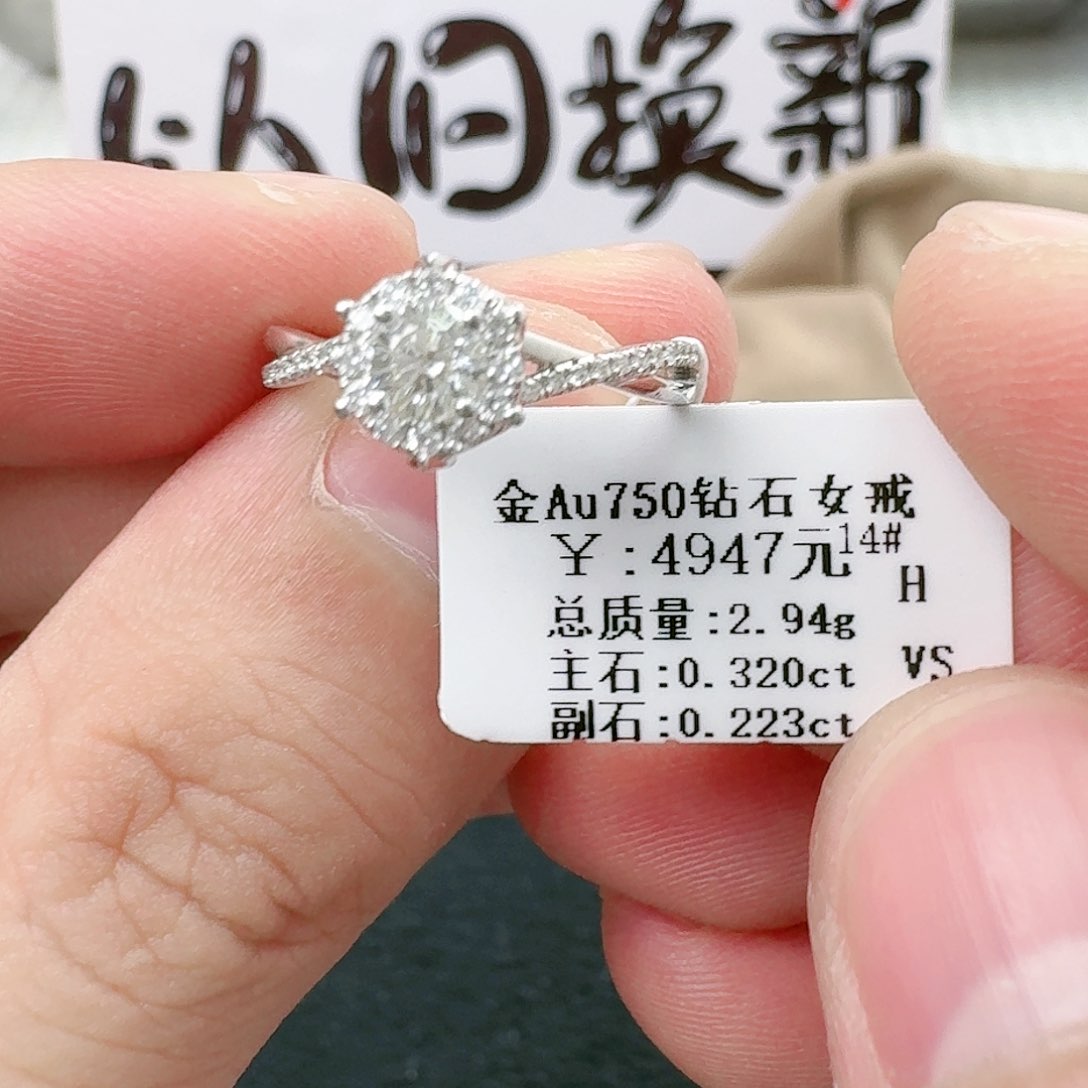 以旧换新
金Au750钻石女戒
￥:4947元14#
H
总质量:2.94g
主石:0.320ct VS
副石:0.223ct